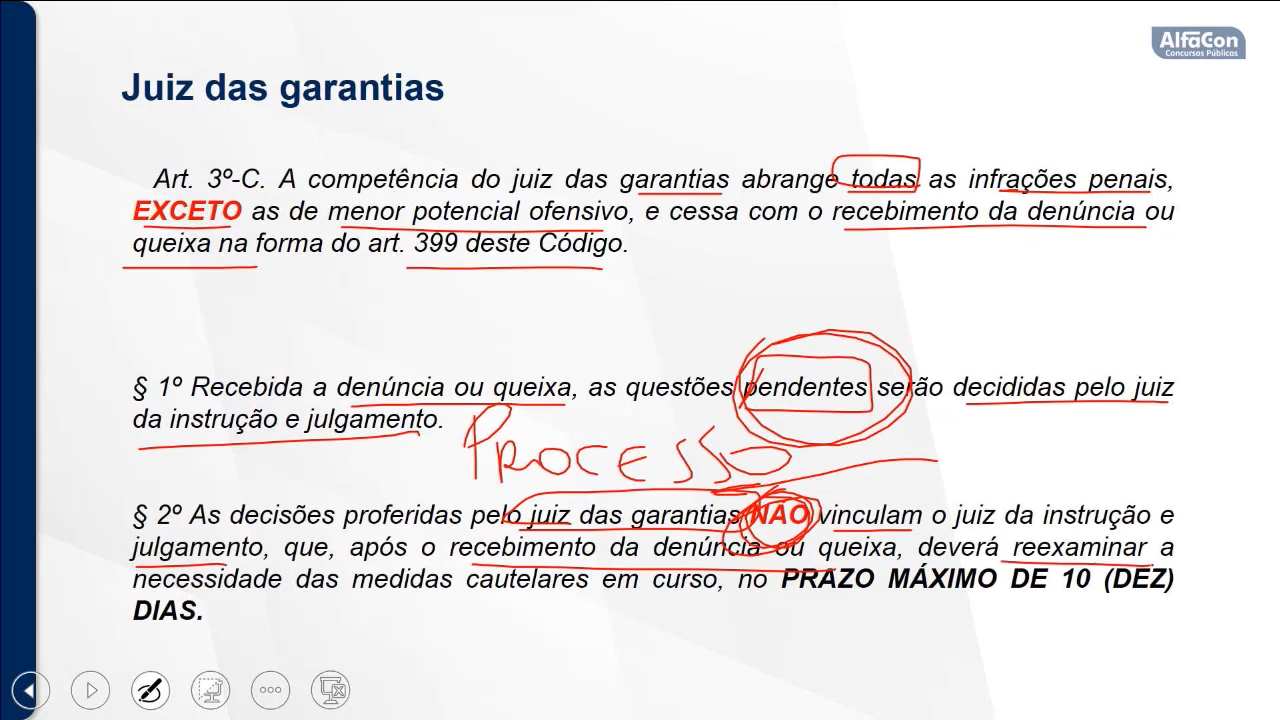 AlfaCon
Concursos Públicos
Juiz das garantias
Art. 3º-C. A competência do juiz das garantias abrange todas as infrações penais,
EXCETO as de menor potencial ofensivo, e cessa com o recebimento da denúncia ou
queixa na forma do art. 399 deste Código.
§ 1º Recebida a denúncia ou queixa, as questões pendentes serão decididas pelo juiz
da instrução e julgamento.
PROCESSO
§ 2º As decisões proferidas pelo juiz das garantias NÃO vinculam o juiz da instrução e
julgamento, que, após o recebimento da denúncia ou queixa, deverá reexaminar a
necessidade das medidas cautelares em curso, no PRAZO MÁXIMO DE 10 (DEZ)
DIAS.